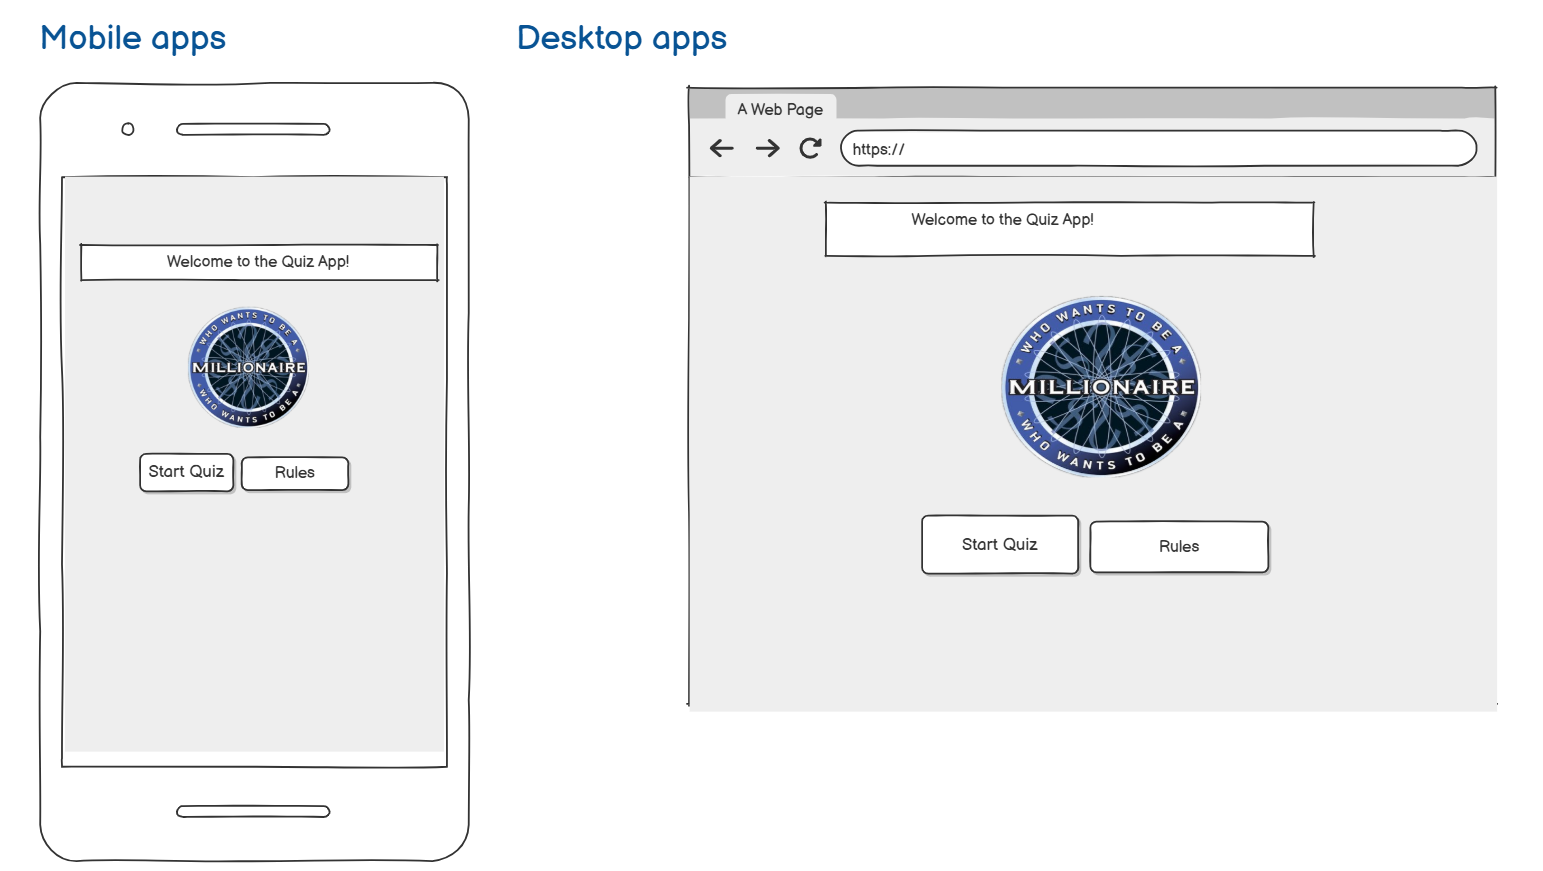 Mobile apps
Desktop apps
Welcome to the Quiz App!
WHO WANTS TO BE A
MILLIONAIRE
WHO WANTS TO BE A
Start Quiz
Rules
A Web Page
https://
Welcome to the Quiz App!
WHO WANTS TO BE A
MILLIONAIRE
WHO WANTS TO BE A
Start Quiz
Rules